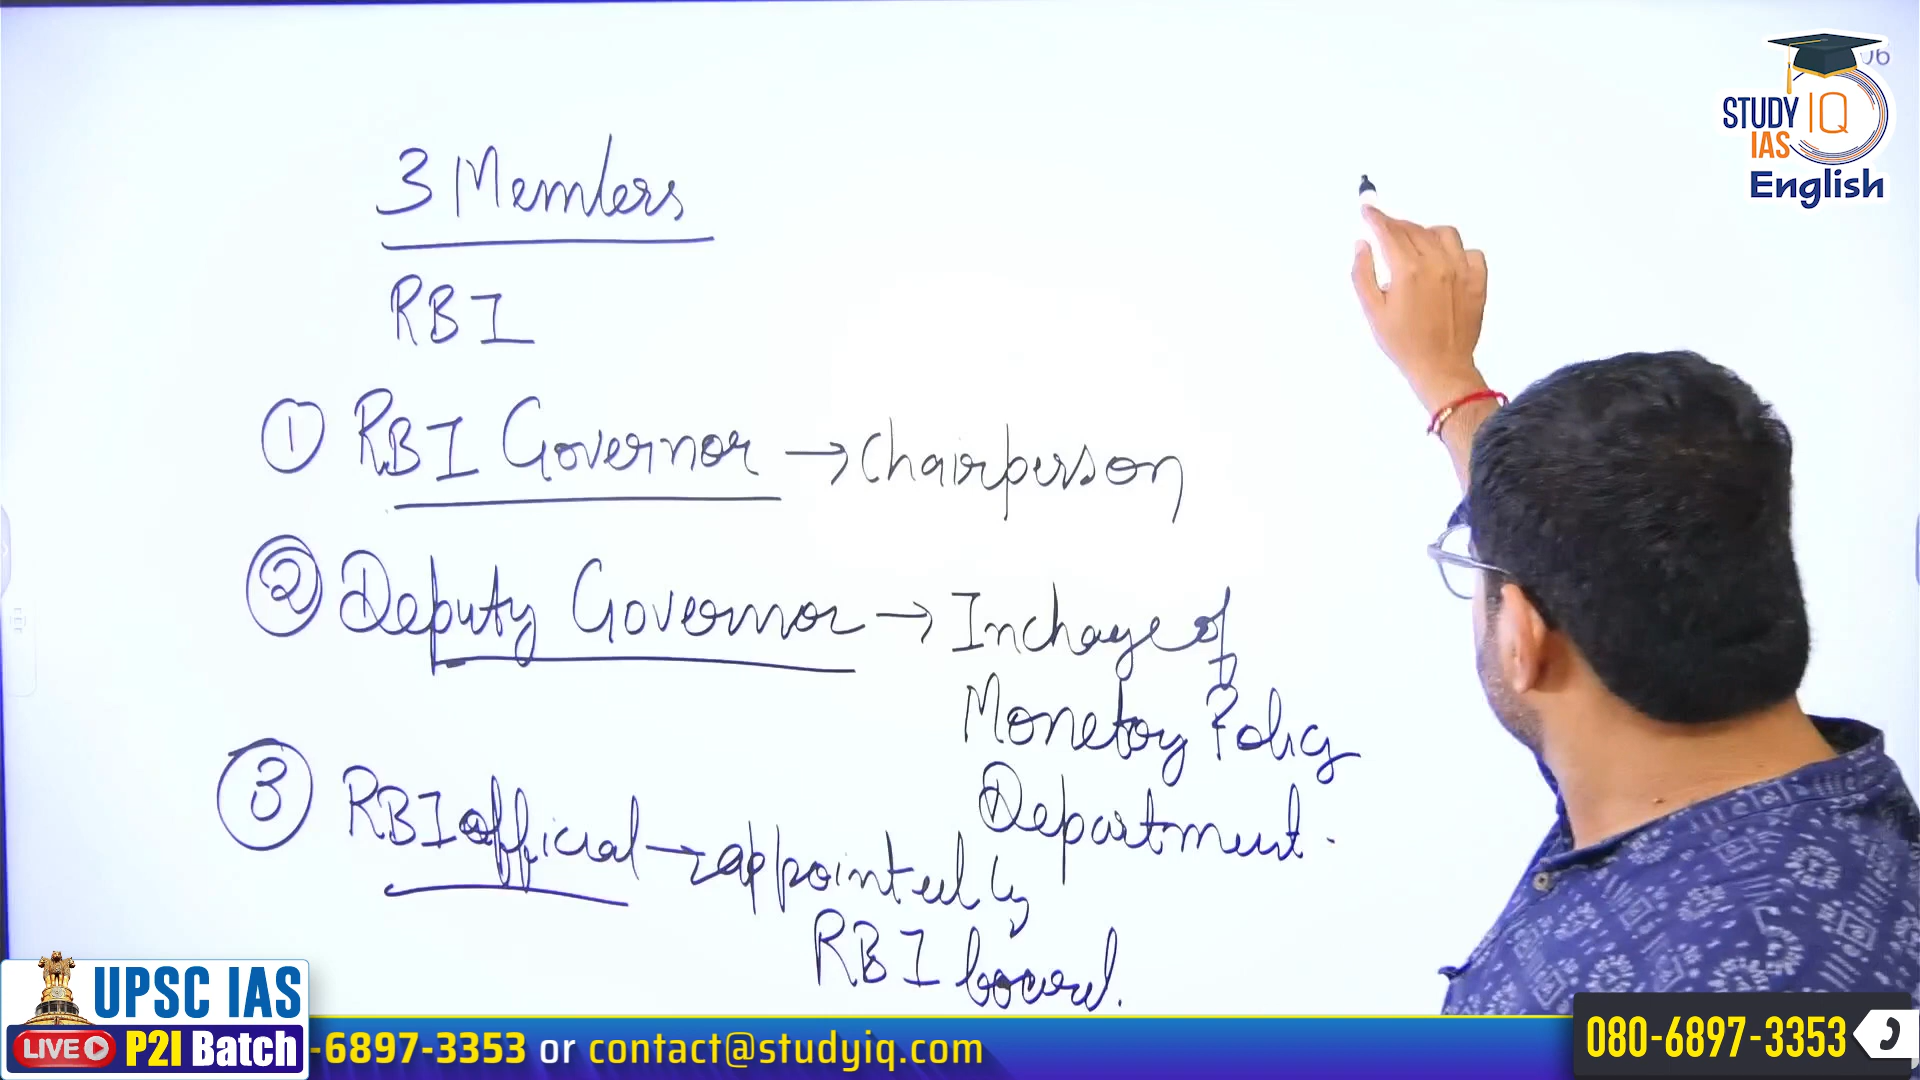 3 Members
RBI
① RBI Governor → Chairperson
② Deputy Governor → Incharge of
Monetary Policy
Department.
③ RBI official → appointed by
RBI board.
STUDY IQ
IAS
English
UPSC IAS
LIVE P2I Batch
-6897-3353 or contact@studyiq.com
080-6897-3353